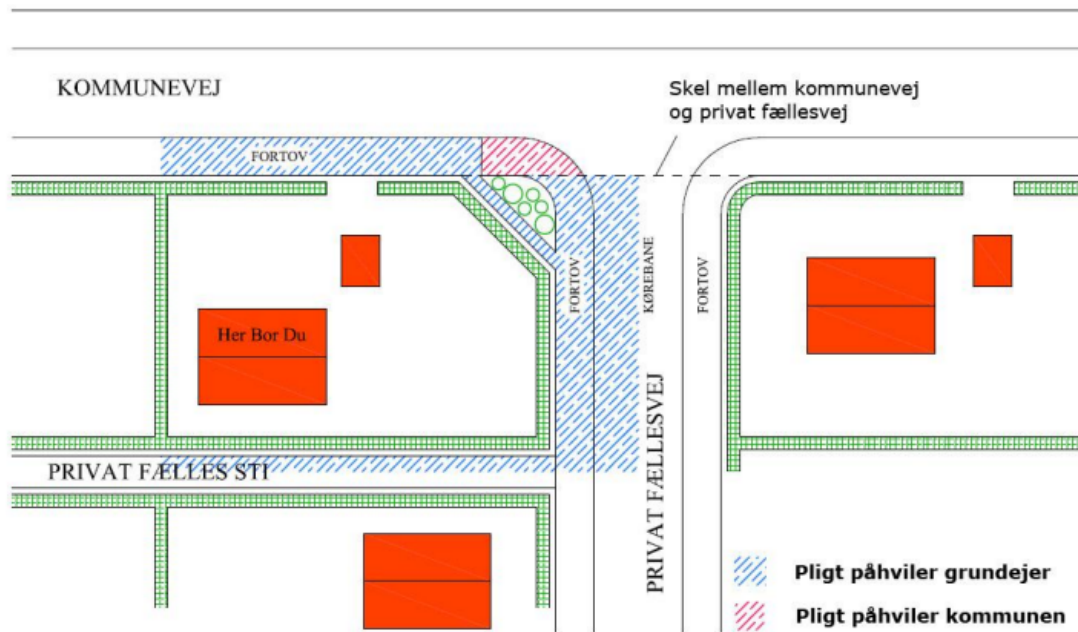 KOMMUNEVEJ
Skel mellem kommunevej
og privat fællesvej
FORTOV
FORTOV
KØREBANE
FORTOV
Her Bor Du
PRIVAT FÆLLESVEJ
PRIVAT FÆLLES STI
Pligt påhviler grundejer
Pligt påhviler kommunen